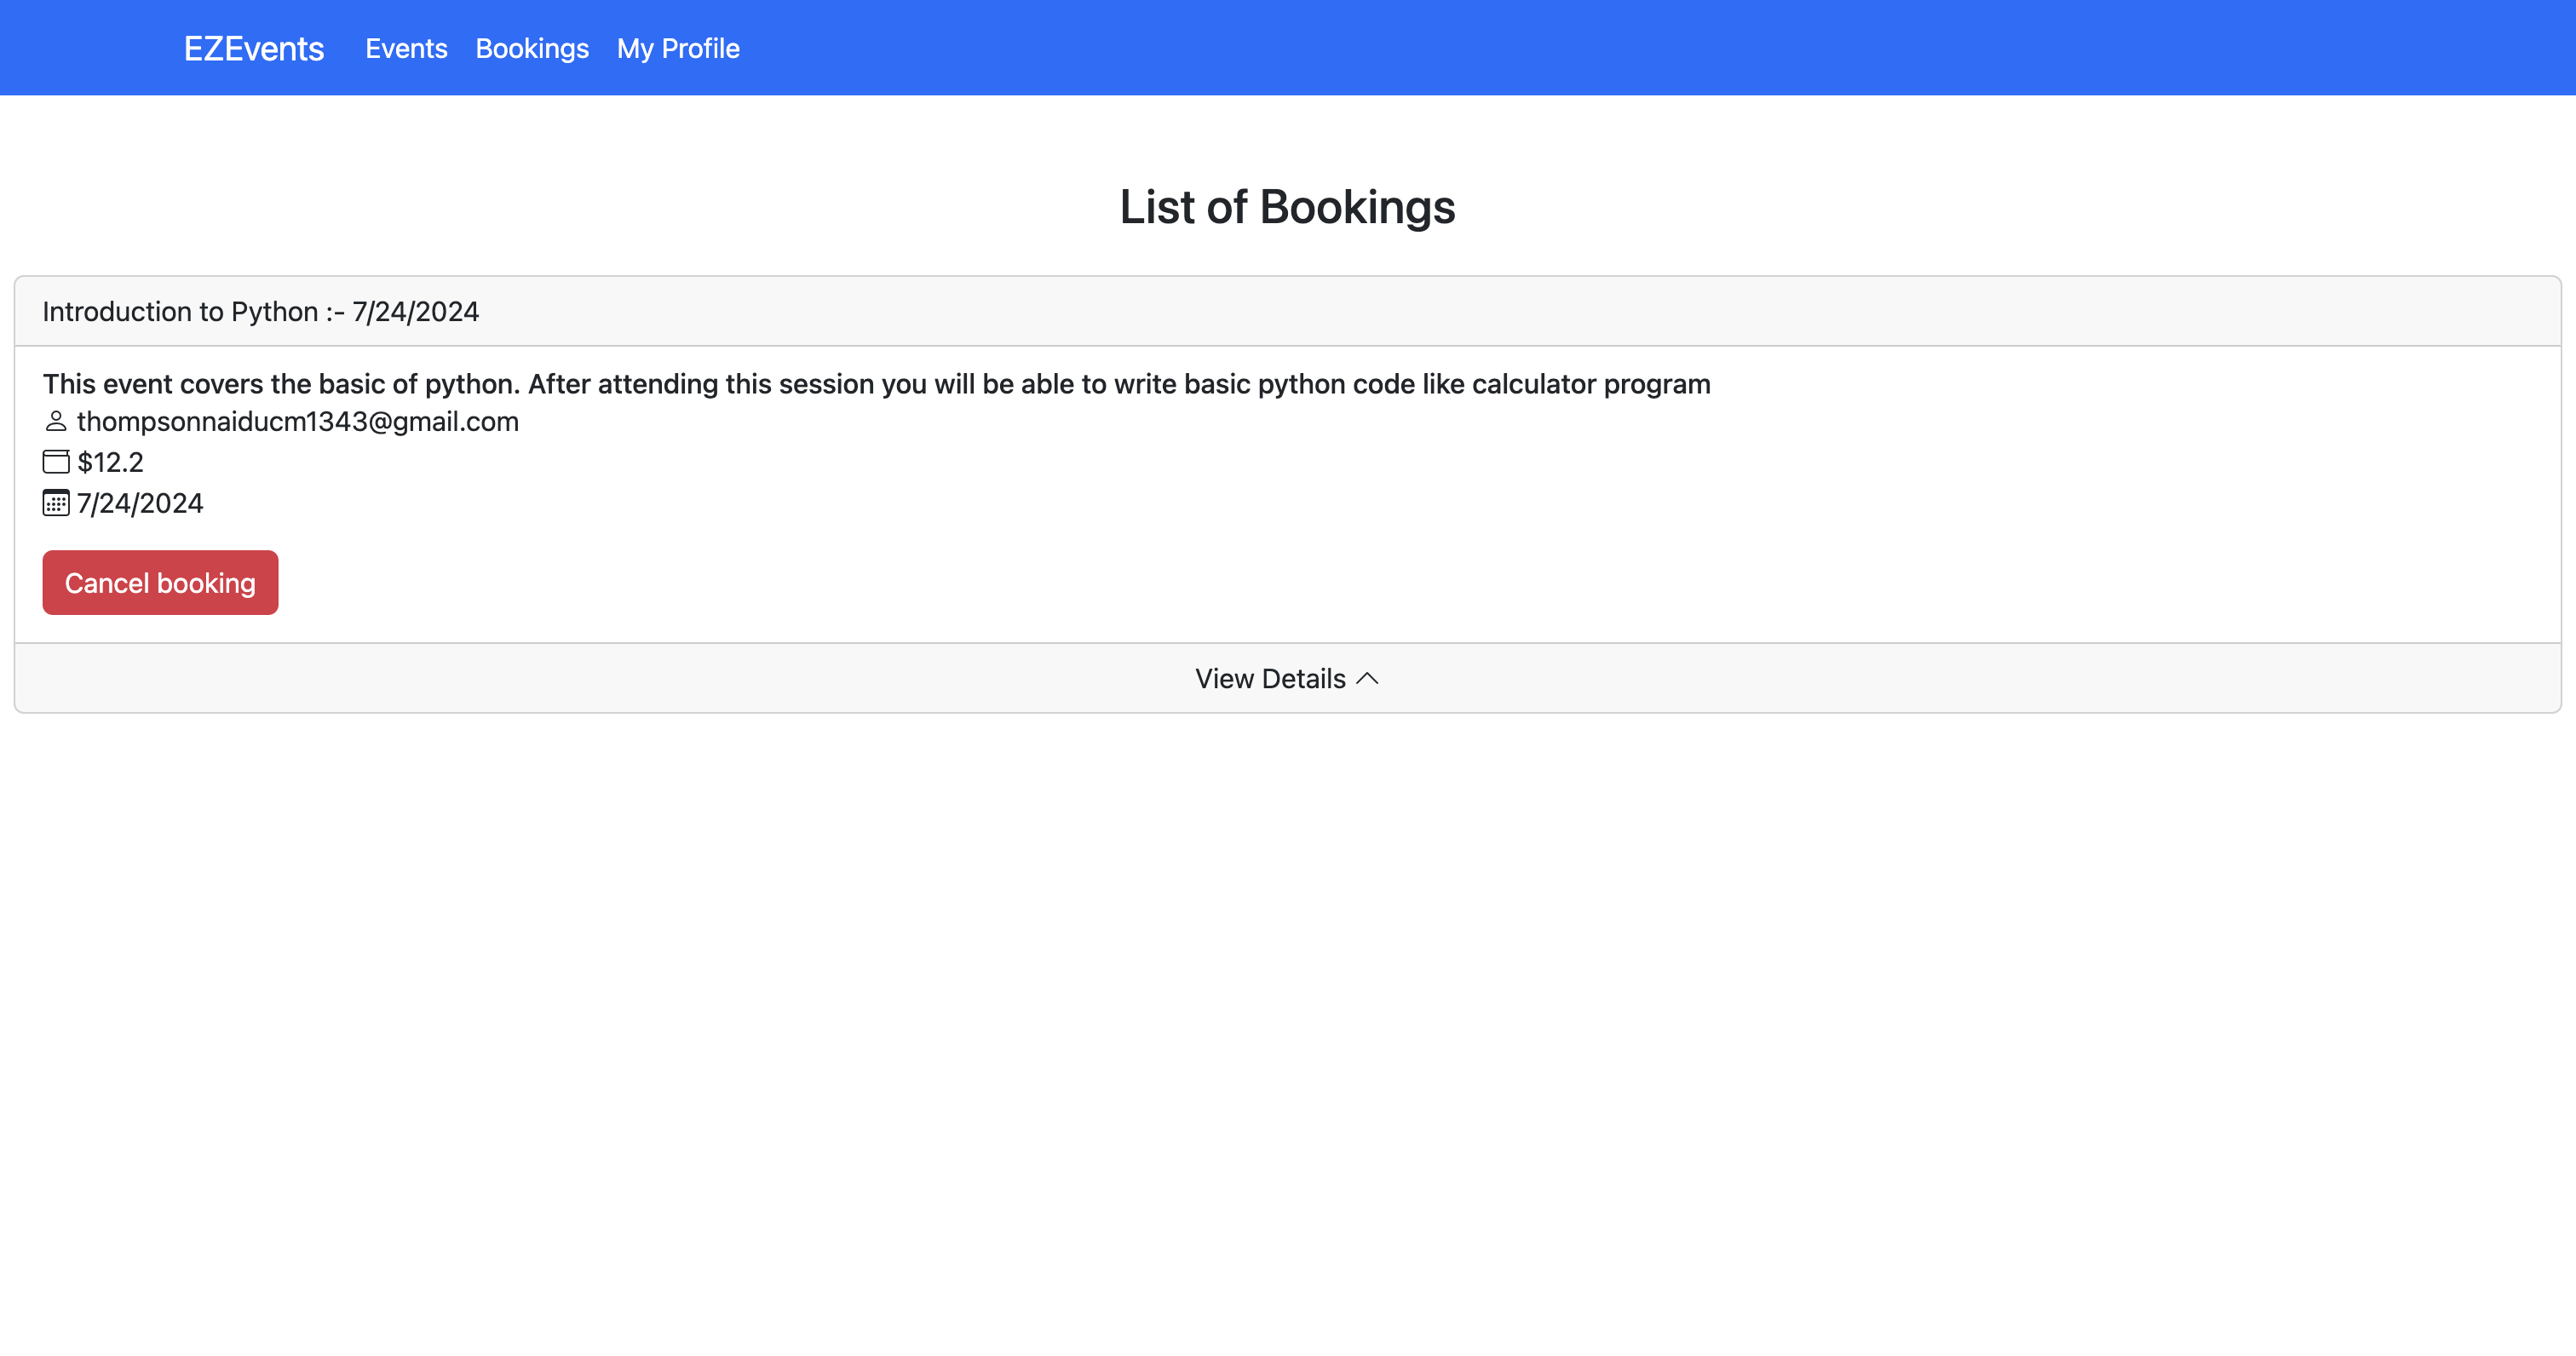 EZEvents Events Bookings My Profile
List of Bookings
Introduction to Python :- 7/24/2024
This event covers the basic of python. After attending this session you will be able to write basic python code like calculator program
thompsonnaiducm1343@gmail.com
$12.2
7/24/2024
Cancel booking
View Details